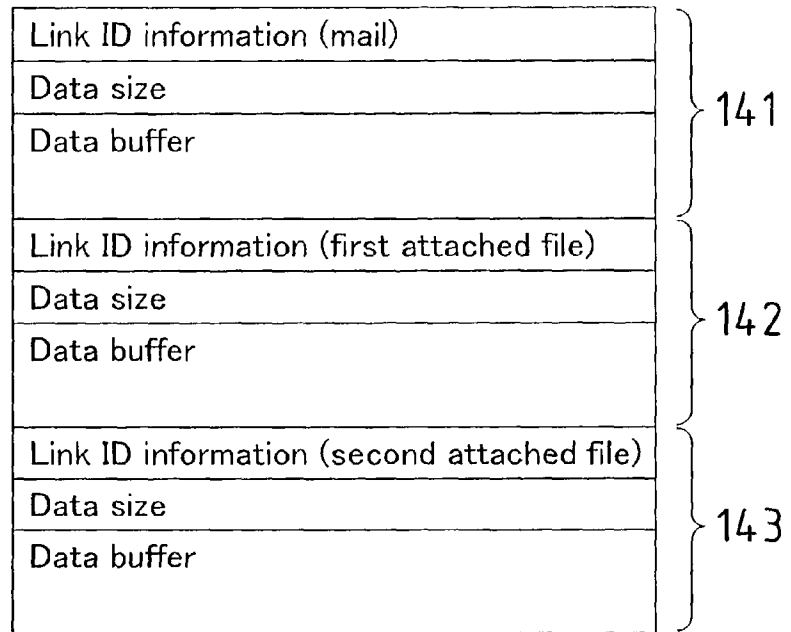 Link ID information (mail)
Data size
141
Data buffer
Link ID information (first attached file)
Data size
142
Data buffer
Link ID information (second attached file)
Data size
143
Data buffer